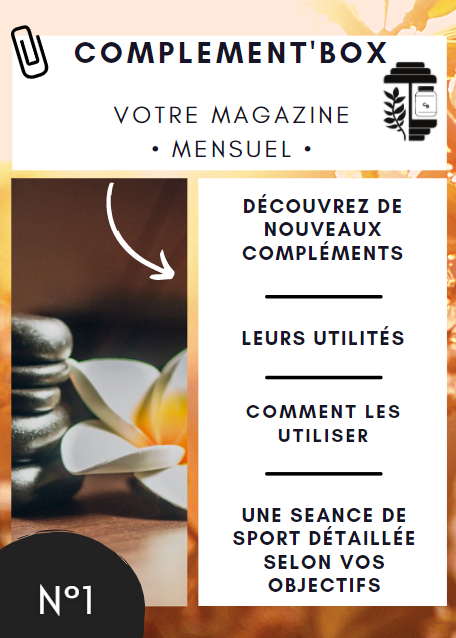 COMPLEMENT'BOX
VOTRE MAGAZINE
• MENSUEL •
DÉCOUVREZ DE
NOUVEAUX
COMPLÉMENTS
LEURS UTILITÉS
COMMENT LES
UTILISER
UNE SEANCE DE
SPORT DÉTAILLÉE
SELON VOS
OBJECTIFS
N°1